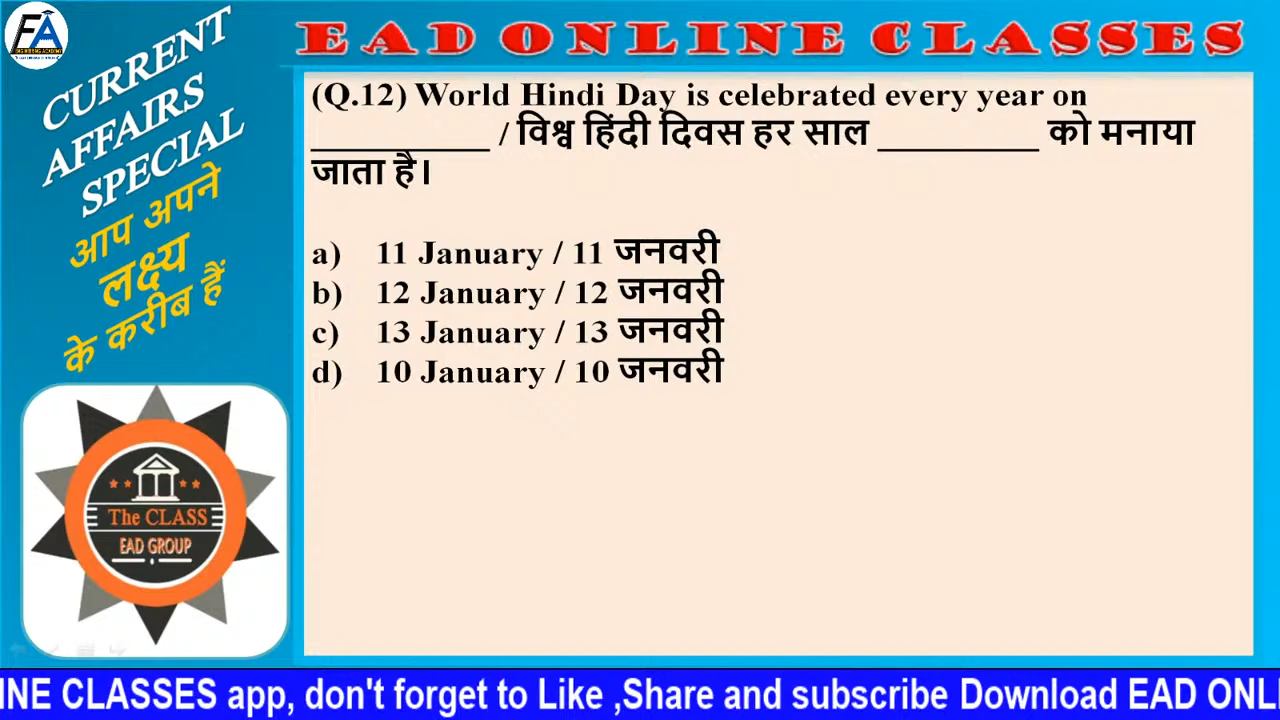 FA
CURRENT
AFFAIRS
SPECIAL
आप अपने
लक्ष्य
के करीब हैं
The CLASS
EAD GROUP
EAD ONLINE CLASSES
(Q.12) World Hindi Day is celebrated every year on
__________ / विश्व हिंदी दिवस हर साल _________ को मनाया
जाता है।
a) 11 January / 11 जनवरी
b) 12 January / 12 जनवरी
c) 13 January / 13 जनवरी
d) 10 January / 10 जनवरी
INE CLASSES app, don't forget to Like ,Share and subscribe Download EAD ONL